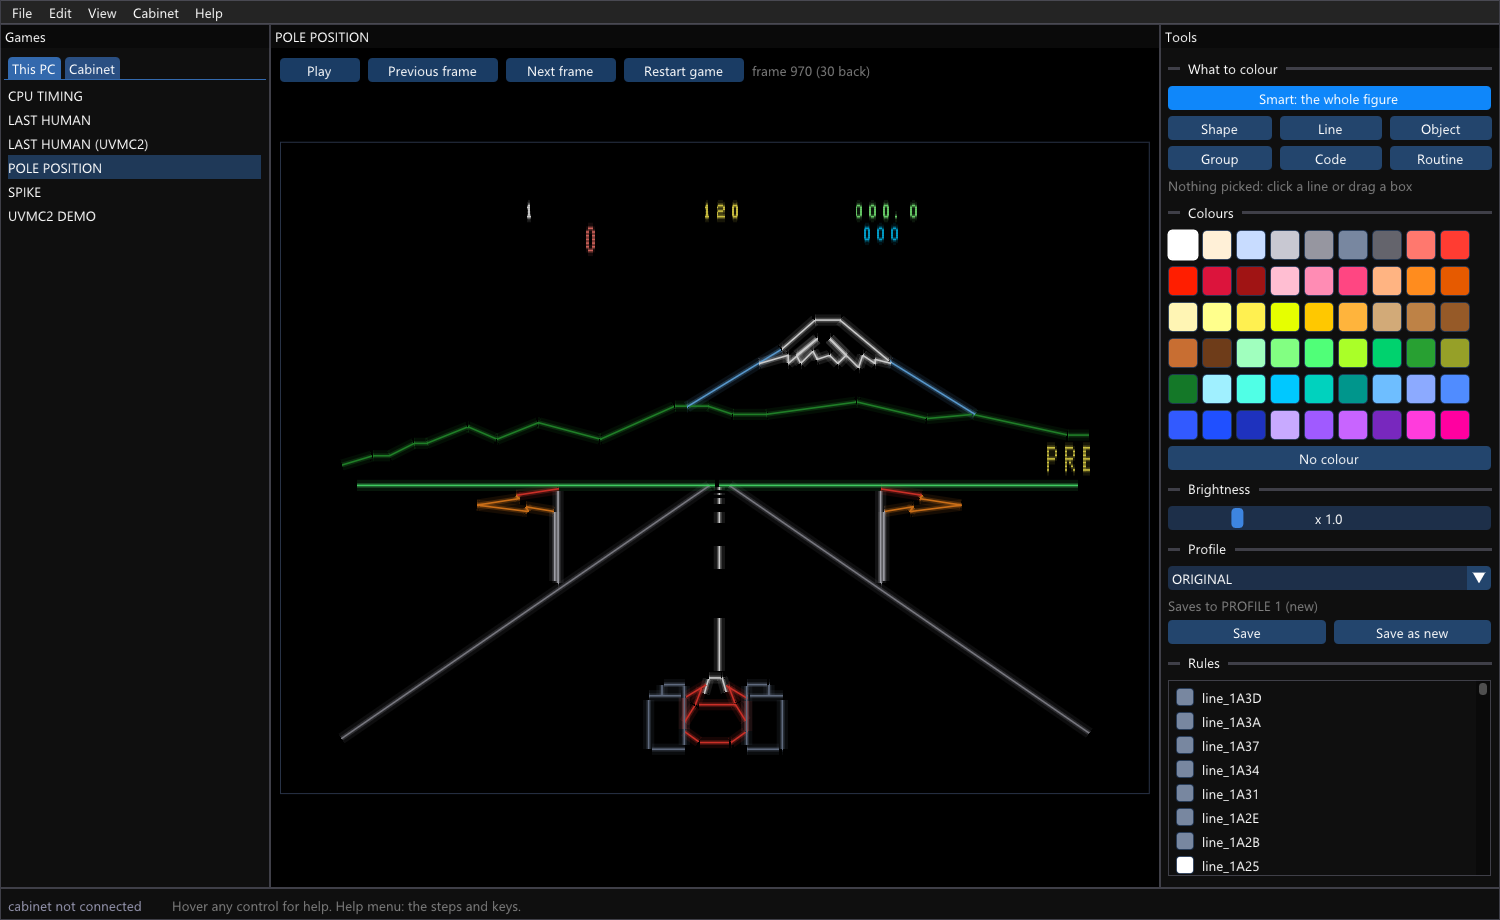 File Edit View Cabinet Help
Games
This PC Cabinet
CPU TIMING
LAST HUMAN
LAST HUMAN (UVMC2)
POLE POSITION
SPIKE
UVMC2 DEMO
POLE POSITION
Play Previous frame Next frame Restart game frame 970 (30 back)
1 120 000.0
0 000
PRE
Tools
What to colour
Smart: the whole figure
Shape Line Object
Group Code Routine
Nothing picked: click a line or drag a box
Colours
No colour
Brightness
x 1.0
Profile
ORIGINAL
Saves to PROFILE 1 (new)
Save Save as new
Rules
line_1A3D
line_1A3A
line_1A37
line_1A34
line_1A31
line_1A2E
line_1A2B
line_1A25
cabinet not connected Hover any control for help. Help menu: the steps and keys.